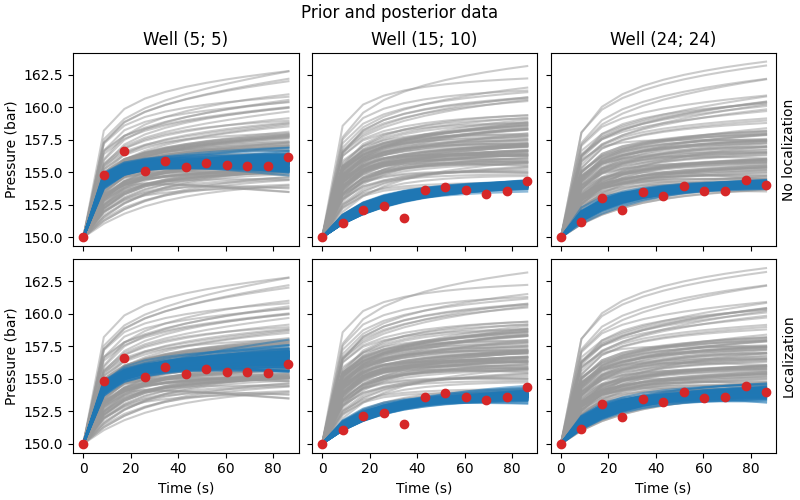 Prior and posterior data
Well (5; 5) Well (15; 10) Well (24; 24)
162.5
160.0
157.5
155.0
152.5
150.0
Pressure (bar)
No localization
162.5
160.0
157.5
155.0
152.5
150.0
Pressure (bar)
Localization
0 20 40 60 80 0 20 40 60 80 0 20 40 60 80
Time (s) Time (s) Time (s)